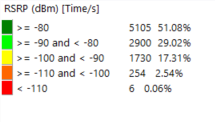 RSRP (dBm) [Time/s]
>= -80 5105 51.08%
>= -90 and < -80 2900 29.02%
>= -100 and < -90 1730 17.31%
>= -110 and < -100 254 2.54%
< -110 6 0.06%